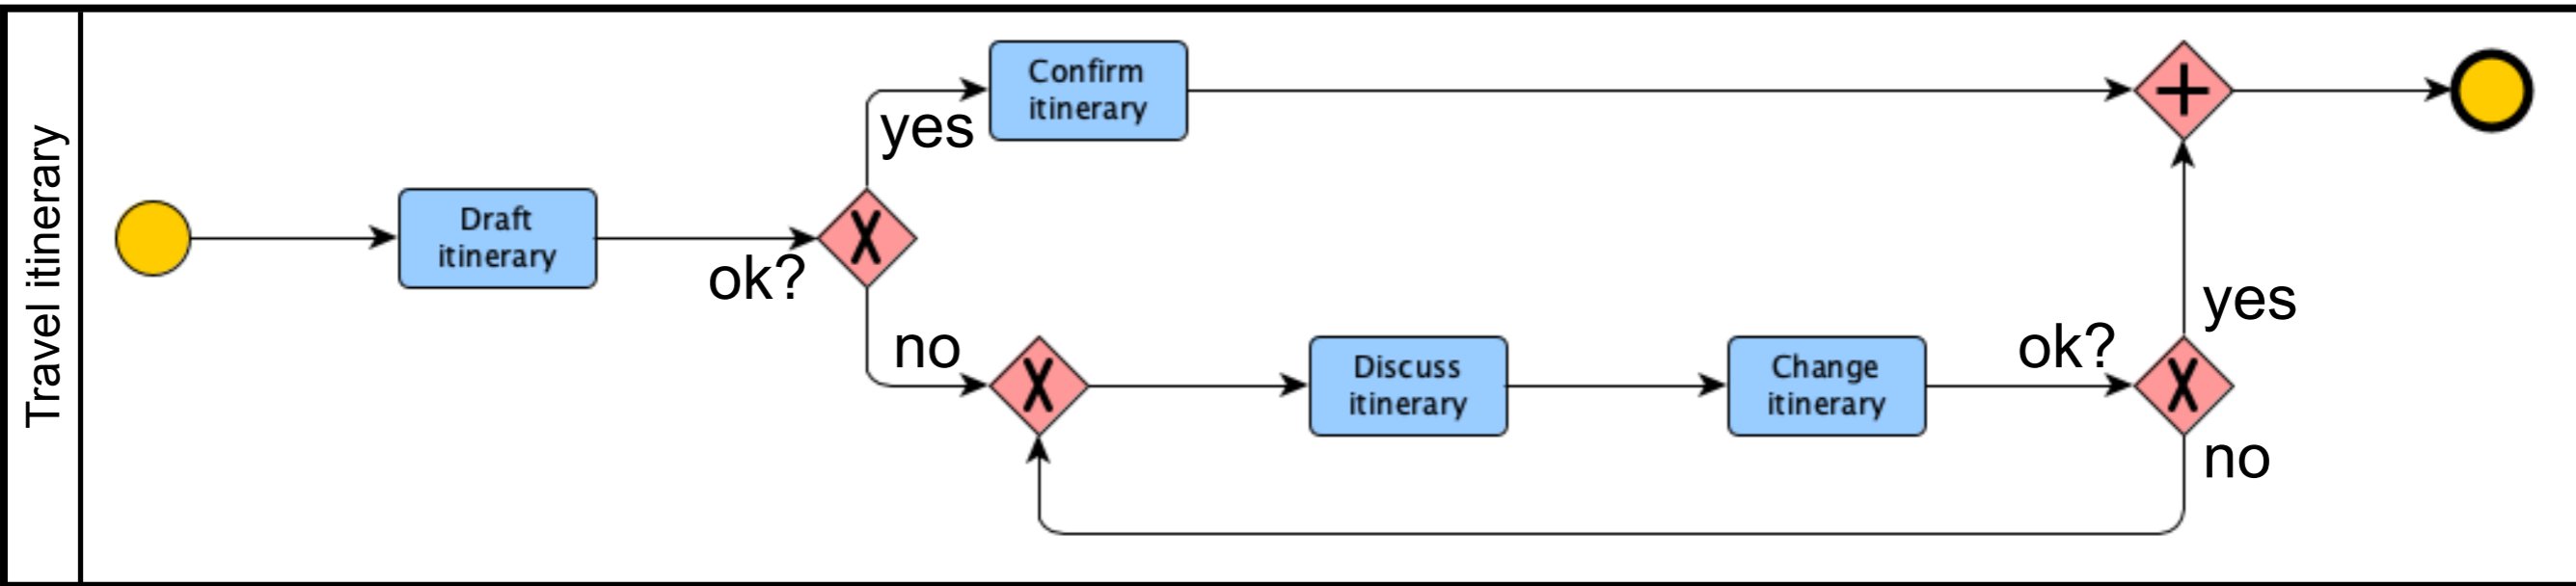 Travel itinerary
Draft
itinerary
ok?
yes
Confirm
itinerary
no
Discuss
itinerary
Change
itinerary
ok?
yes
no